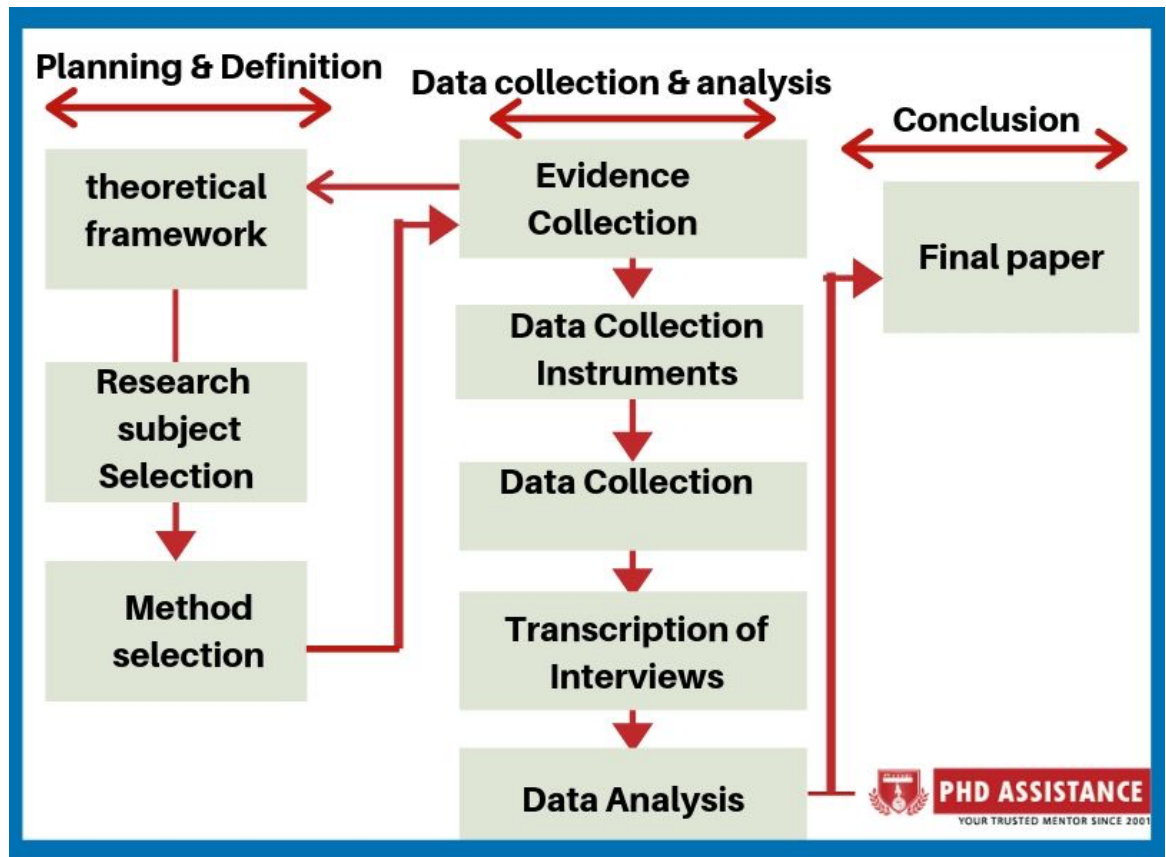 Planning & Definition
theoretical
framework
Research
subject
Selection
Method
selection
Data collection & analysis
Evidence
Collection
Data Collection
Instruments
Data Collection
Transcription of
Interviews
Data Analysis
Conclusion
Final paper
PHD ASSISTANCE
YOUR TRUSTED MENTOR SINCE 2001